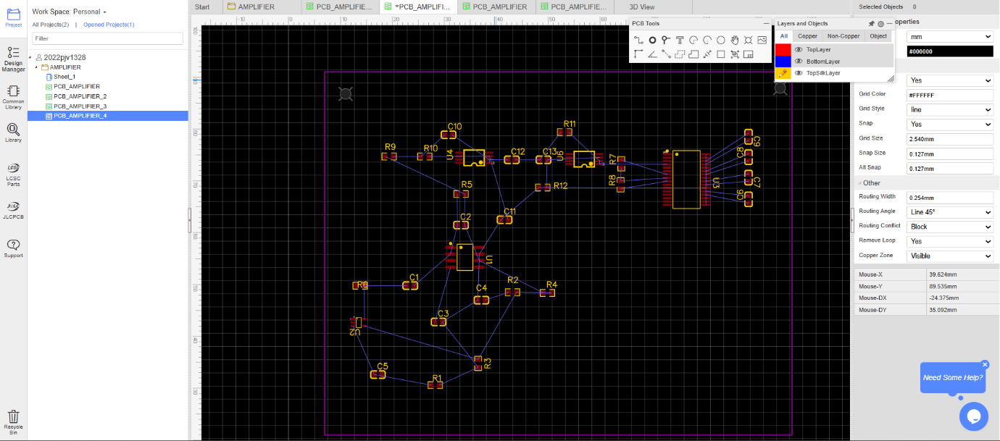 Start
AMPLIFIER
PCB_AMPLIFIE...
*PCB_AMPLIFI...
PCB_AMPLIFIER
PCB_AMPLIFIE...
3D View
Selected Objects 0
Work Space: Personal
All Projects(2) | Opened Projects(1)
Filter
2022pjv1328
AMPLIFIER
Sheet_1
PCB_AMPLIFIER
PCB_AMPLIFIER_2
PCB_AMPLIFIER_3
PCB_AMPLIFIER_4
Project
Design
Manager
Common
Library
Library
LCSC
LCSC
Parts
JLCPCB
Support
Recycle
Bin
PCB Tools
Layers and Objects
All Copper Non-Copper Object
TopLayer
BottomLayer
TopSilkLayer
operties
mm
#000000
Yes
Grid Color #FFFFFF
Grid Style line
Snap Yes
Grid Size 2.540mm
Snap Size 0.127mm
Alt Snap 0.127mm
Other
Routing Width 0.254mm
Routing Angle Line 45°
Routing Conflict Block
Remove Loop Yes
Copper Zone Visible
Mouse-X 39.624mm
Mouse-Y 89.535mm
Mouse-DX -24.375mm
Mouse-DY 35.092mm
Need Some Help?
C10
R11
R9
R10
U4
C12
C13
U6
R7
R8
U3
C9
C8
C7
C6
R5
R12
C2
C11
U1
R6
C1
C4
R2
R4
C3
U2
R3
C5
R1